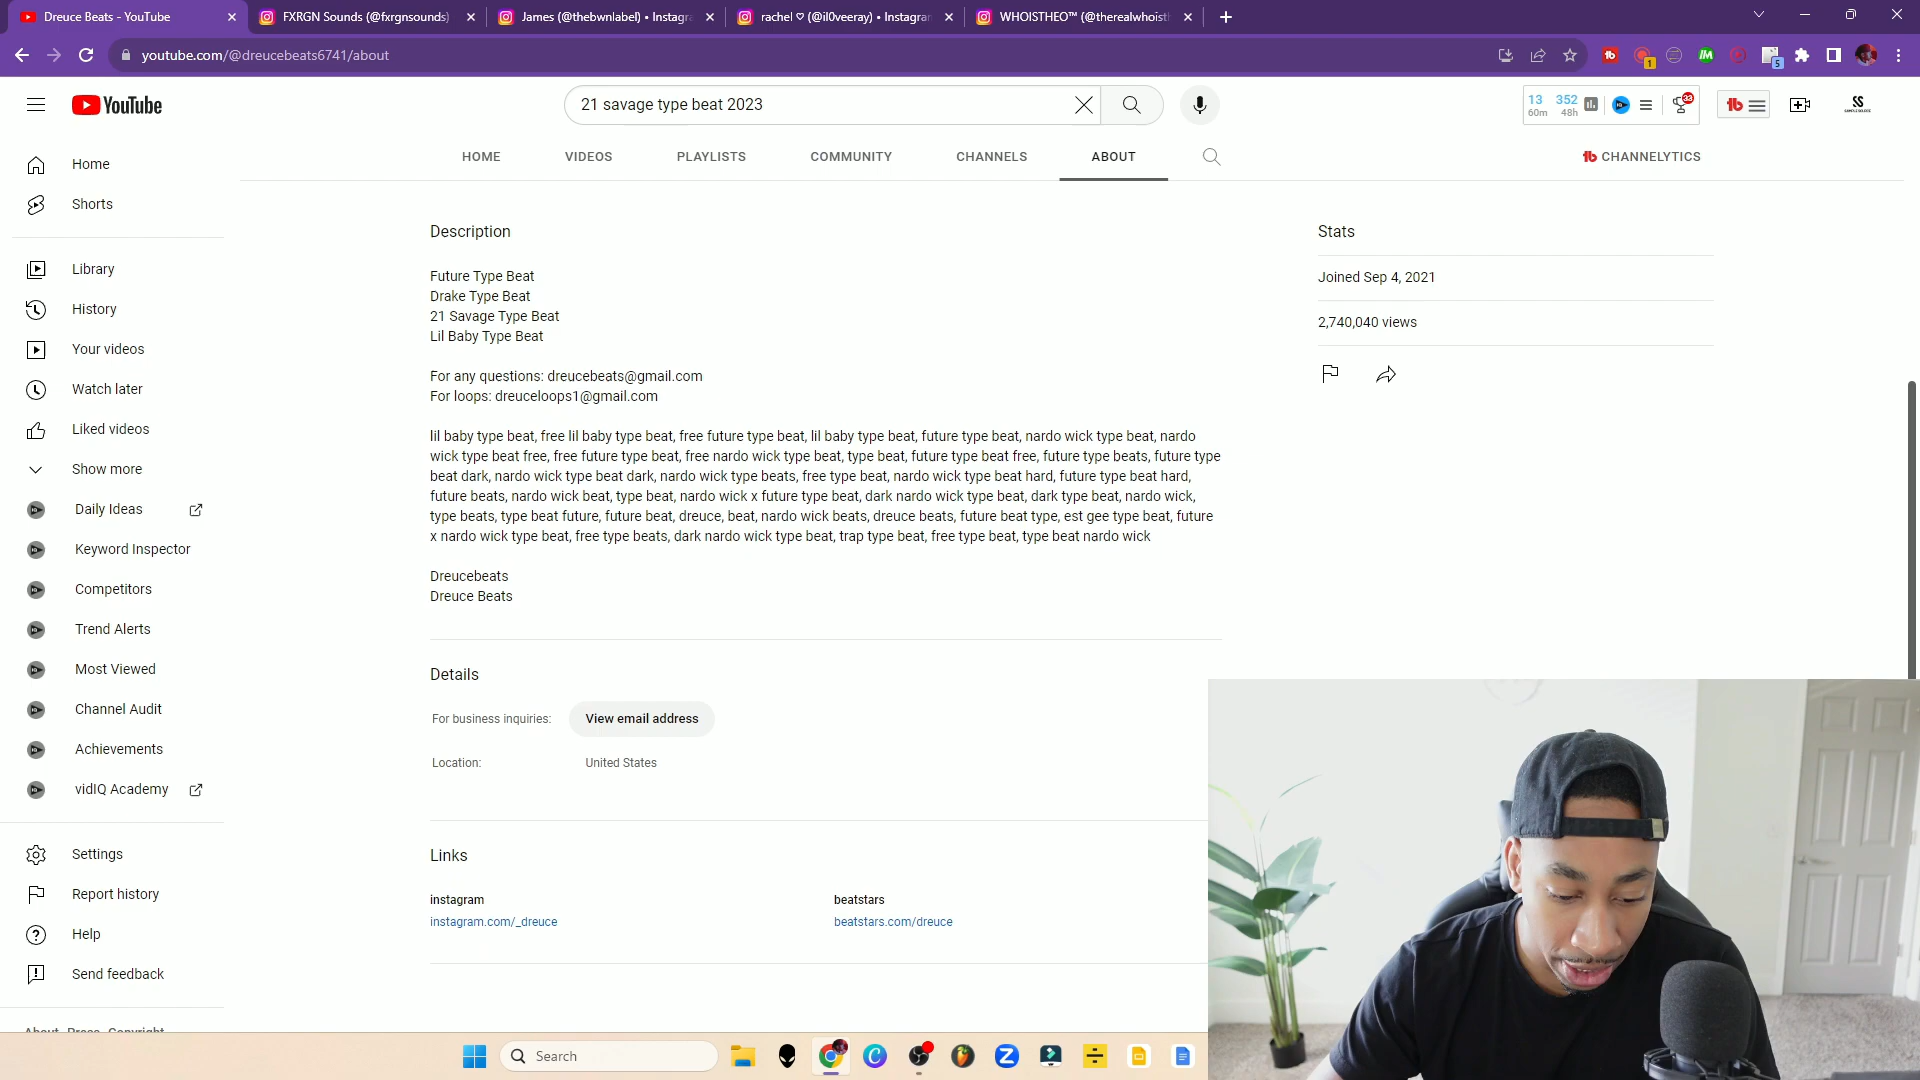 Dreuce Beats - YouTube
FXRGN Sounds (@fxrgnsounds)
James (@thebwnlabel) • Instagra
rachel ♡ (@il0veeray) • Instagram
WHOISTHEO™ (@therealwhoisth
youtube.com/@dreucebeats6741/about
1
5
YouTube
21 savage type beat 2023
13
60m
352
48h
33
HOME
VIDEOS
PLAYLISTS
COMMUNITY
CHANNELS
ABOUT
CHANNELYTICS
Home
Shorts
Library
History
Your videos
Watch later
Liked videos
Show more
Daily Ideas
Keyword Inspector
Competitors
Trend Alerts
Most Viewed
Channel Audit
Achievements
vidIQ Academy
Settings
Report history
Help
Send feedback
About Press Copyright
Description
Future Type Beat
Drake Type Beat
21 Savage Type Beat
Lil Baby Type Beat
For any questions: dreucebeats@gmail.com
For loops: dreuceloops1@gmail.com
lil baby type beat, free lil baby type beat, free future type beat, lil baby type beat, future type beat, nardo wick type beat, nardo
wick type beat free, free future type beat, free nardo wick type beat, type beat, future type beat free, future type beats, future type
beat dark, nardo wick type beat dark, nardo wick type beats, free type beat, nardo wick type beat hard, future type beat hard,
future beats, nardo wick beat, type beat, nardo wick x future type beat, dark nardo wick type beat, dark type beat, nardo wick,
type beats, type beat future, future beat, dreuce, beat, nardo wick beats, dreuce beats, future beat type, est gee type beat, future
x nardo wick type beat, free type beats, dark nardo wick type beat, trap type beat, free type beat, type beat nardo wick
Dreucebeats
Dreuce Beats
Stats
Joined Sep 4, 2021
2,740,040 views
Details
For business inquiries:
View email address
Location:
United States
Links
instagram
instagram.com/_dreuce
beatstars
beatstars.com/dreuce
Search